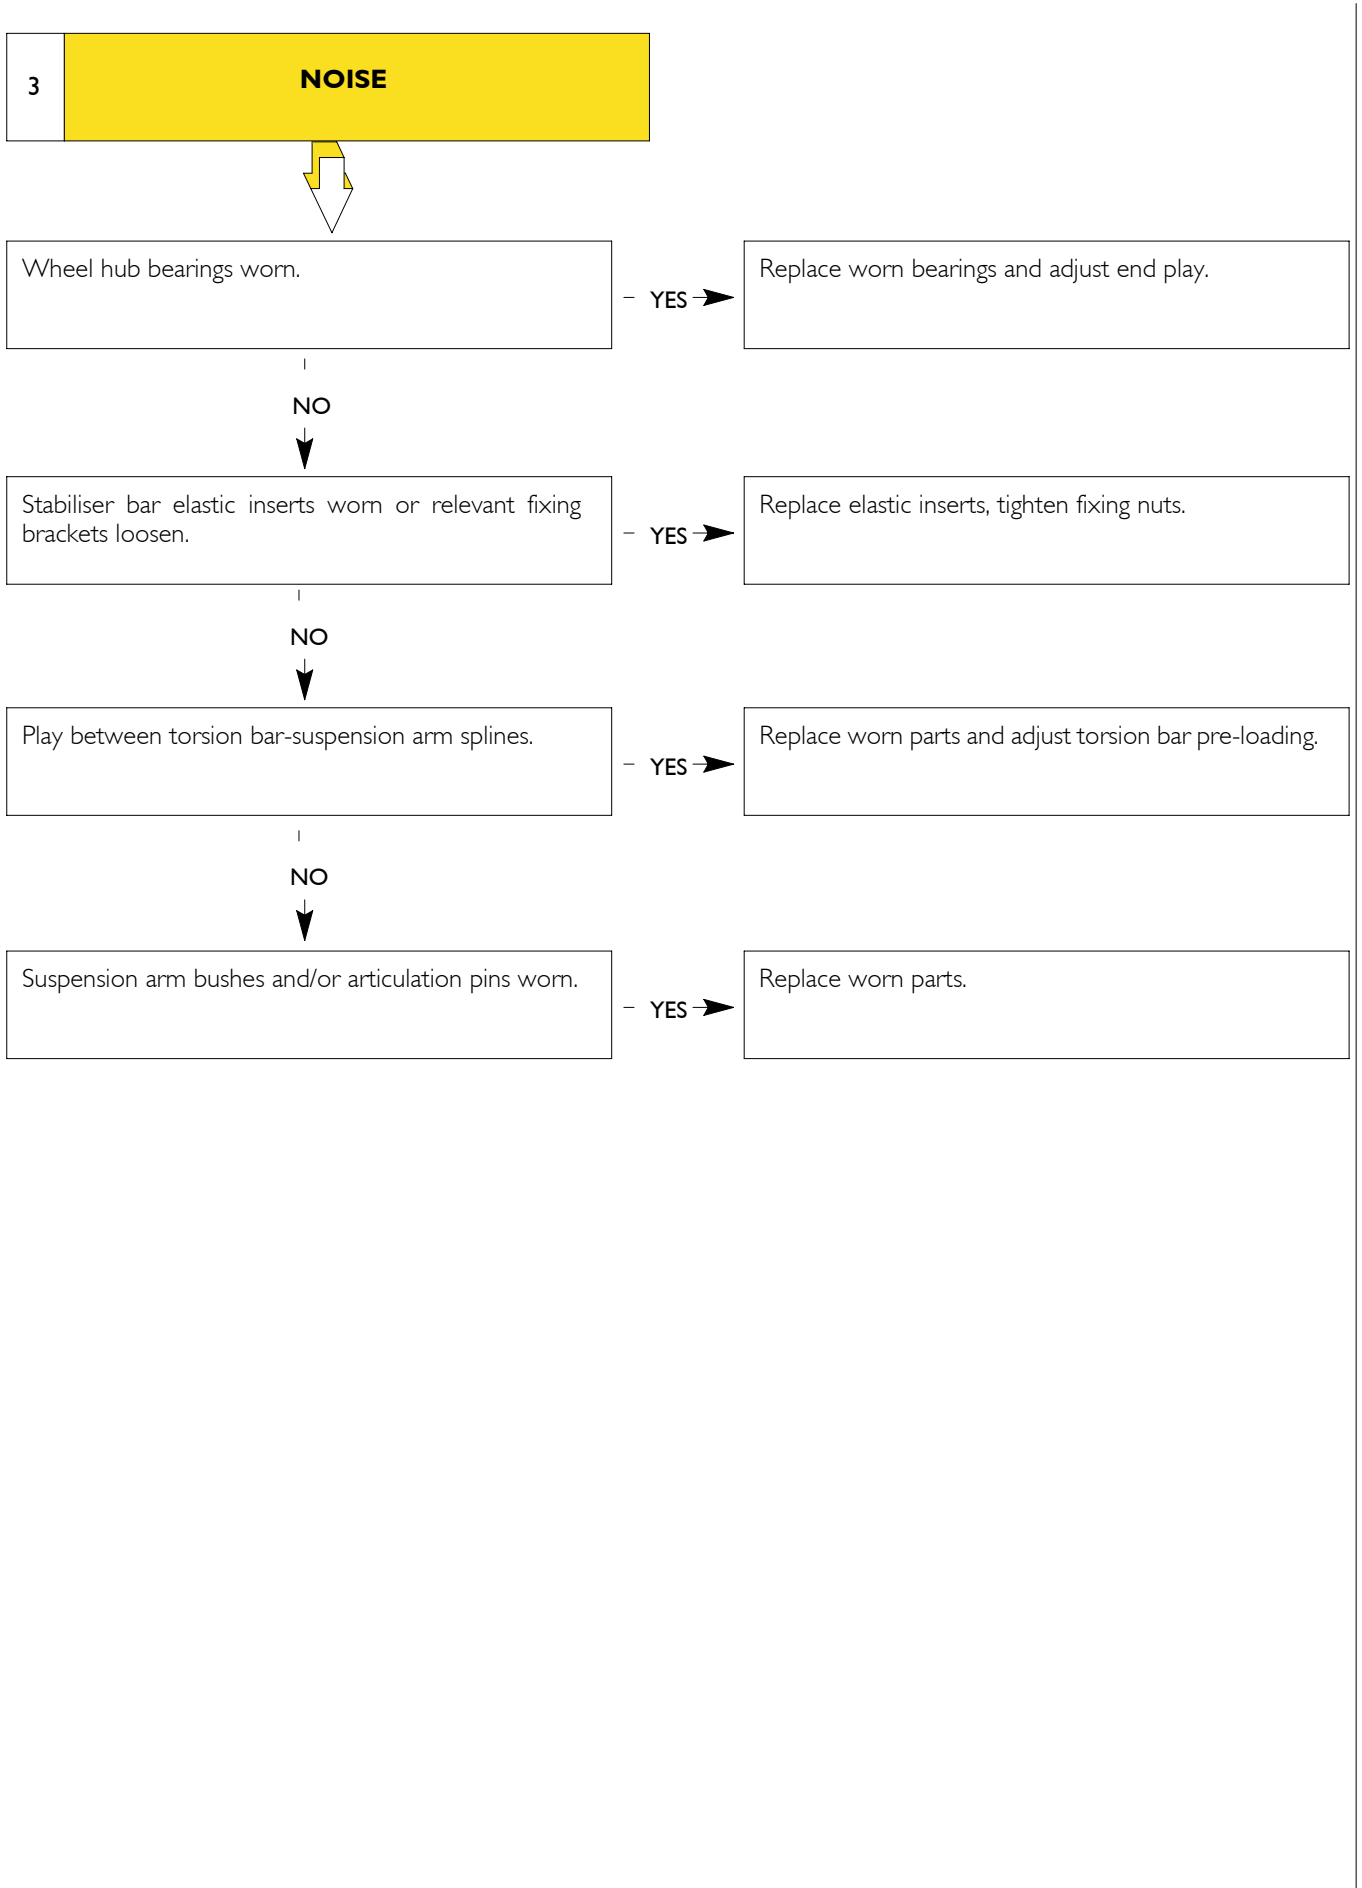 3
NOISE
Wheel hub bearings worn.
YES
Replace worn bearings and adjust end play.
NO
Stabiliser bar elastic inserts worn or relevant fixing
brackets loosen.
YES
Replace elastic inserts, tighten fixing nuts.
NO
Play between torsion bar-suspension arm splines.
YES
Replace worn parts and adjust torsion bar pre-loading.
NO
Suspension arm bushes and/or articulation pins worn.
YES
Replace worn parts.